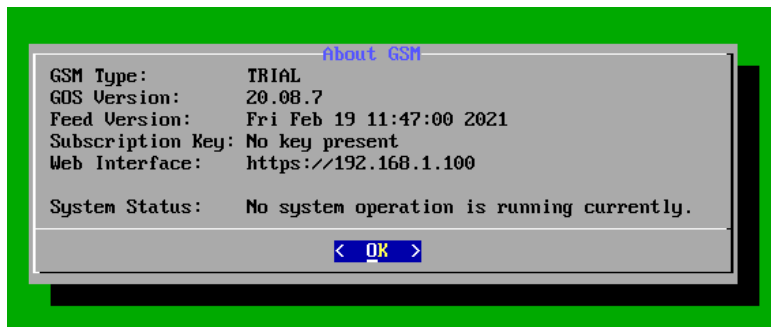 About GSM
GSM Type: TRIAL
GOS Version: 20.08.7
Feed Version: Fri Feb 19 11:47:00 2021
Subscription Key: No key present
Web Interface: https://192.168.1.100
System Status: No system operation is running currently.
< OK >